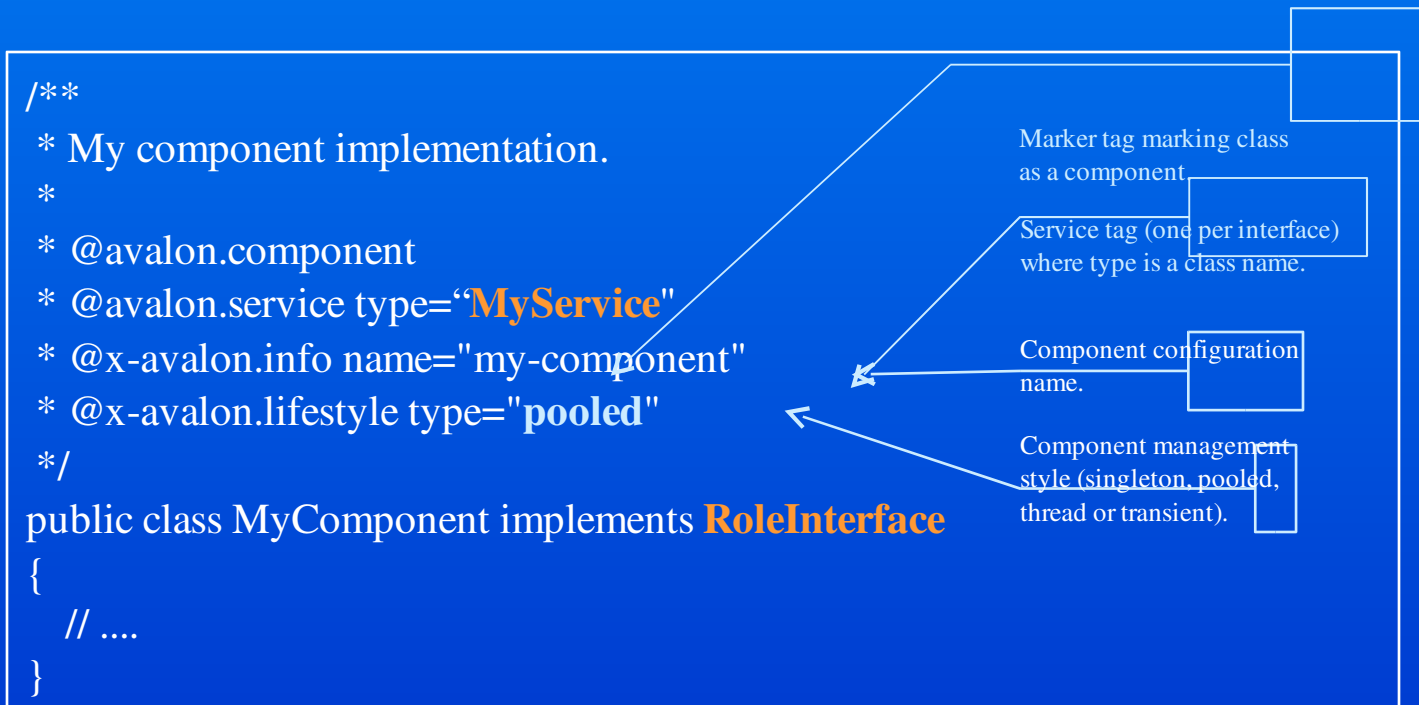 /**
* My component implementation.
*
* @avalon.component
* @avalon.service type=“MyService"
* @x-avalon.info name="my-component"
* @x-avalon.lifestyle type="pooled"
*/
public class MyComponent implements RoleInterface
{
// ....
}
Marker tag marking class
as a component.
Service tag (one per interface)
where type is a class name.
Component configuration
name.
Component management
style (singleton, pooled,
thread or transient).